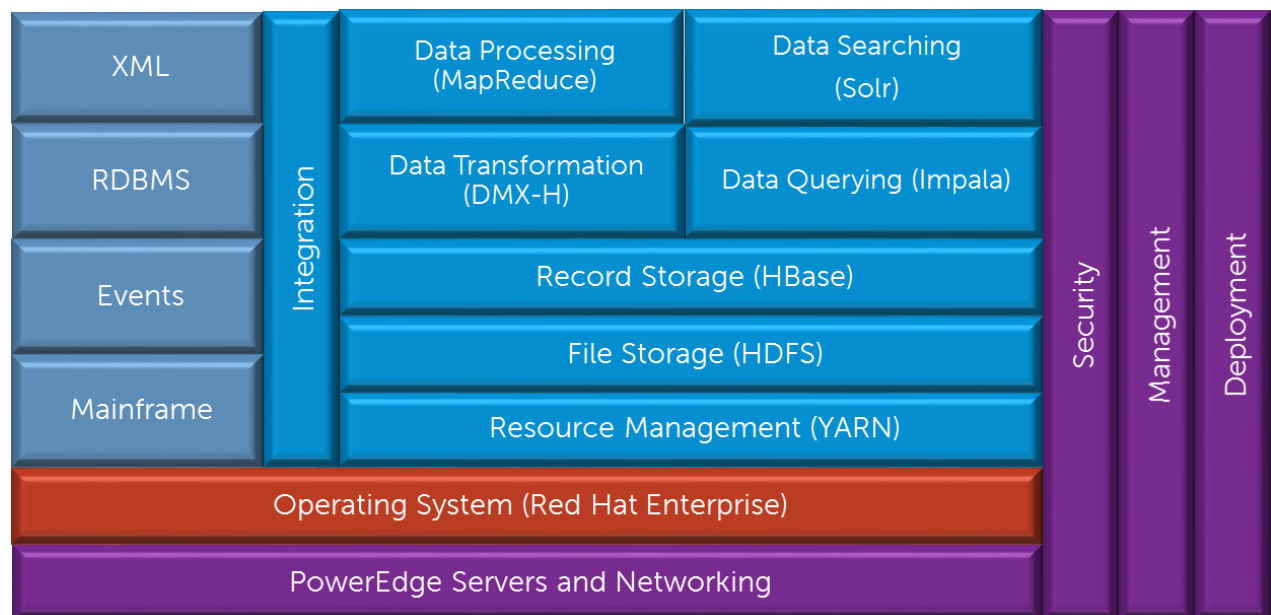 XML
RDBMS
Events
Mainframe
Integration
Data Processing
(MapReduce)
Data Searching
(Solr)
Data Transformation
(DMX-H)
Data Querying (Impala)
Record Storage (HBase)
File Storage (HDFS)
Resource Management (YARN)
Operating System (Red Hat Enterprise)
PowerEdge Servers and Networking
Security
Management
Deployment